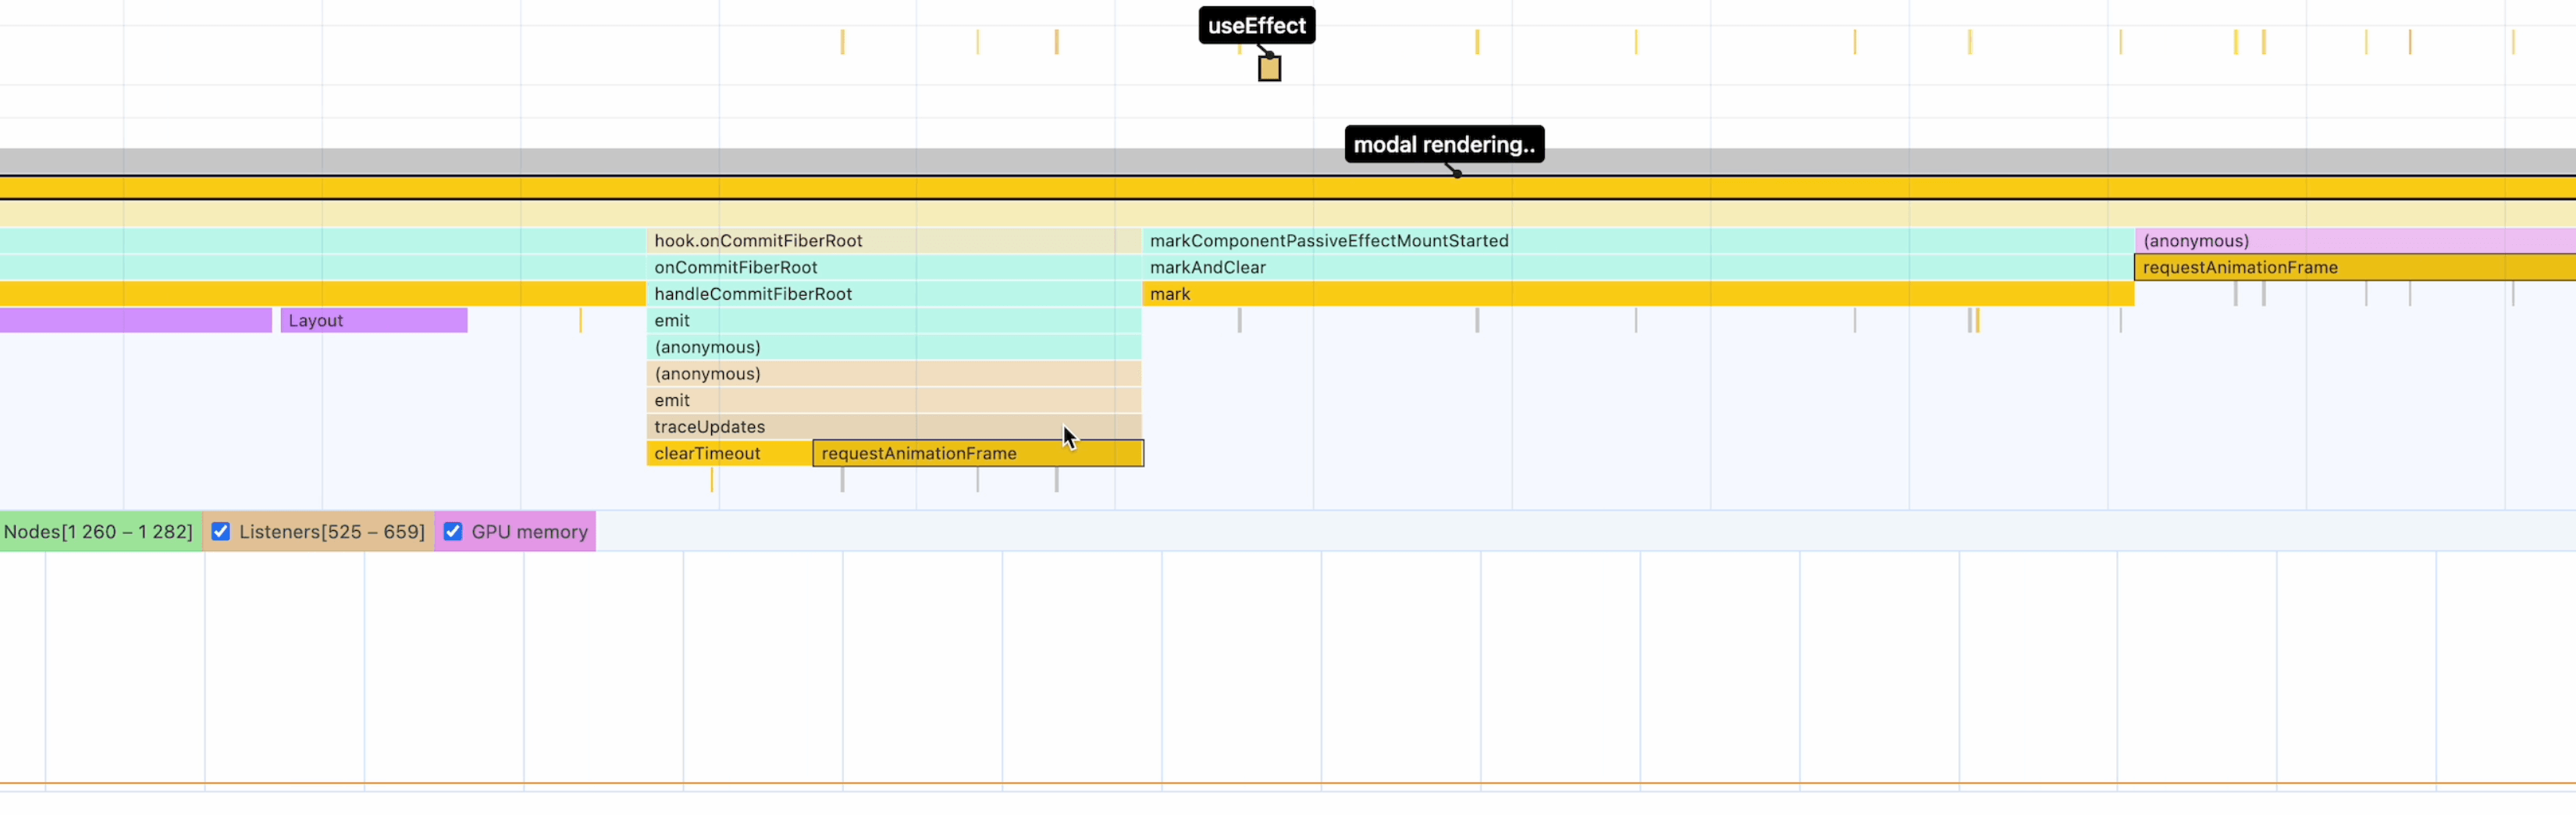 useEffect
modal rendering..
hook.onCommitFiberRoot markComponentPassiveEffectMountStarted (anonymous)
onCommitFiberRoot markAndClear requestAnimationFrame
handleCommitFiberRoot mark
Layout emit
(anonymous)
(anonymous)
emit
traceUpdates
clearTimeout requestAnimationFrame
Nodes[1 260 – 1 282] Listeners[525 – 659] GPU memory